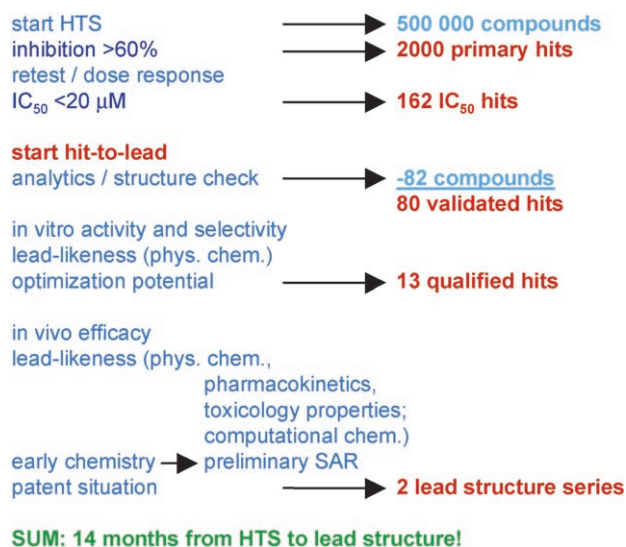 start HTS 500 000 compounds
inhibition >60% 2000 primary hits
retest / dose response
IC50 <20 µM 162 IC50 hits
start hit-to-lead
analytics / structure check -82 compounds
80 validated hits
in vitro activity and selectivity
lead-likeness (phys. chem.)
optimization potential 13 qualified hits
in vivo efficacy
lead-likeness (phys. chem.,
pharmacokinetics,
toxicology properties;
computational chem.)
early chemistry preliminary SAR
patent situation 2 lead structure series
SUM: 14 months from HTS to lead structure!